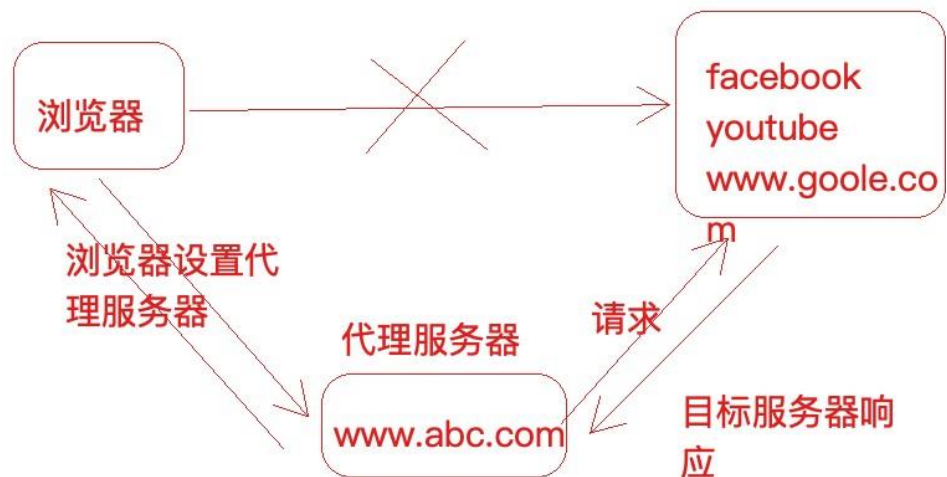 浏览器
facebook
youtube
www.goole.co
m
浏览器设置代
理服务器
代理服务器
请求
www.abc.com
目标服务器响
应